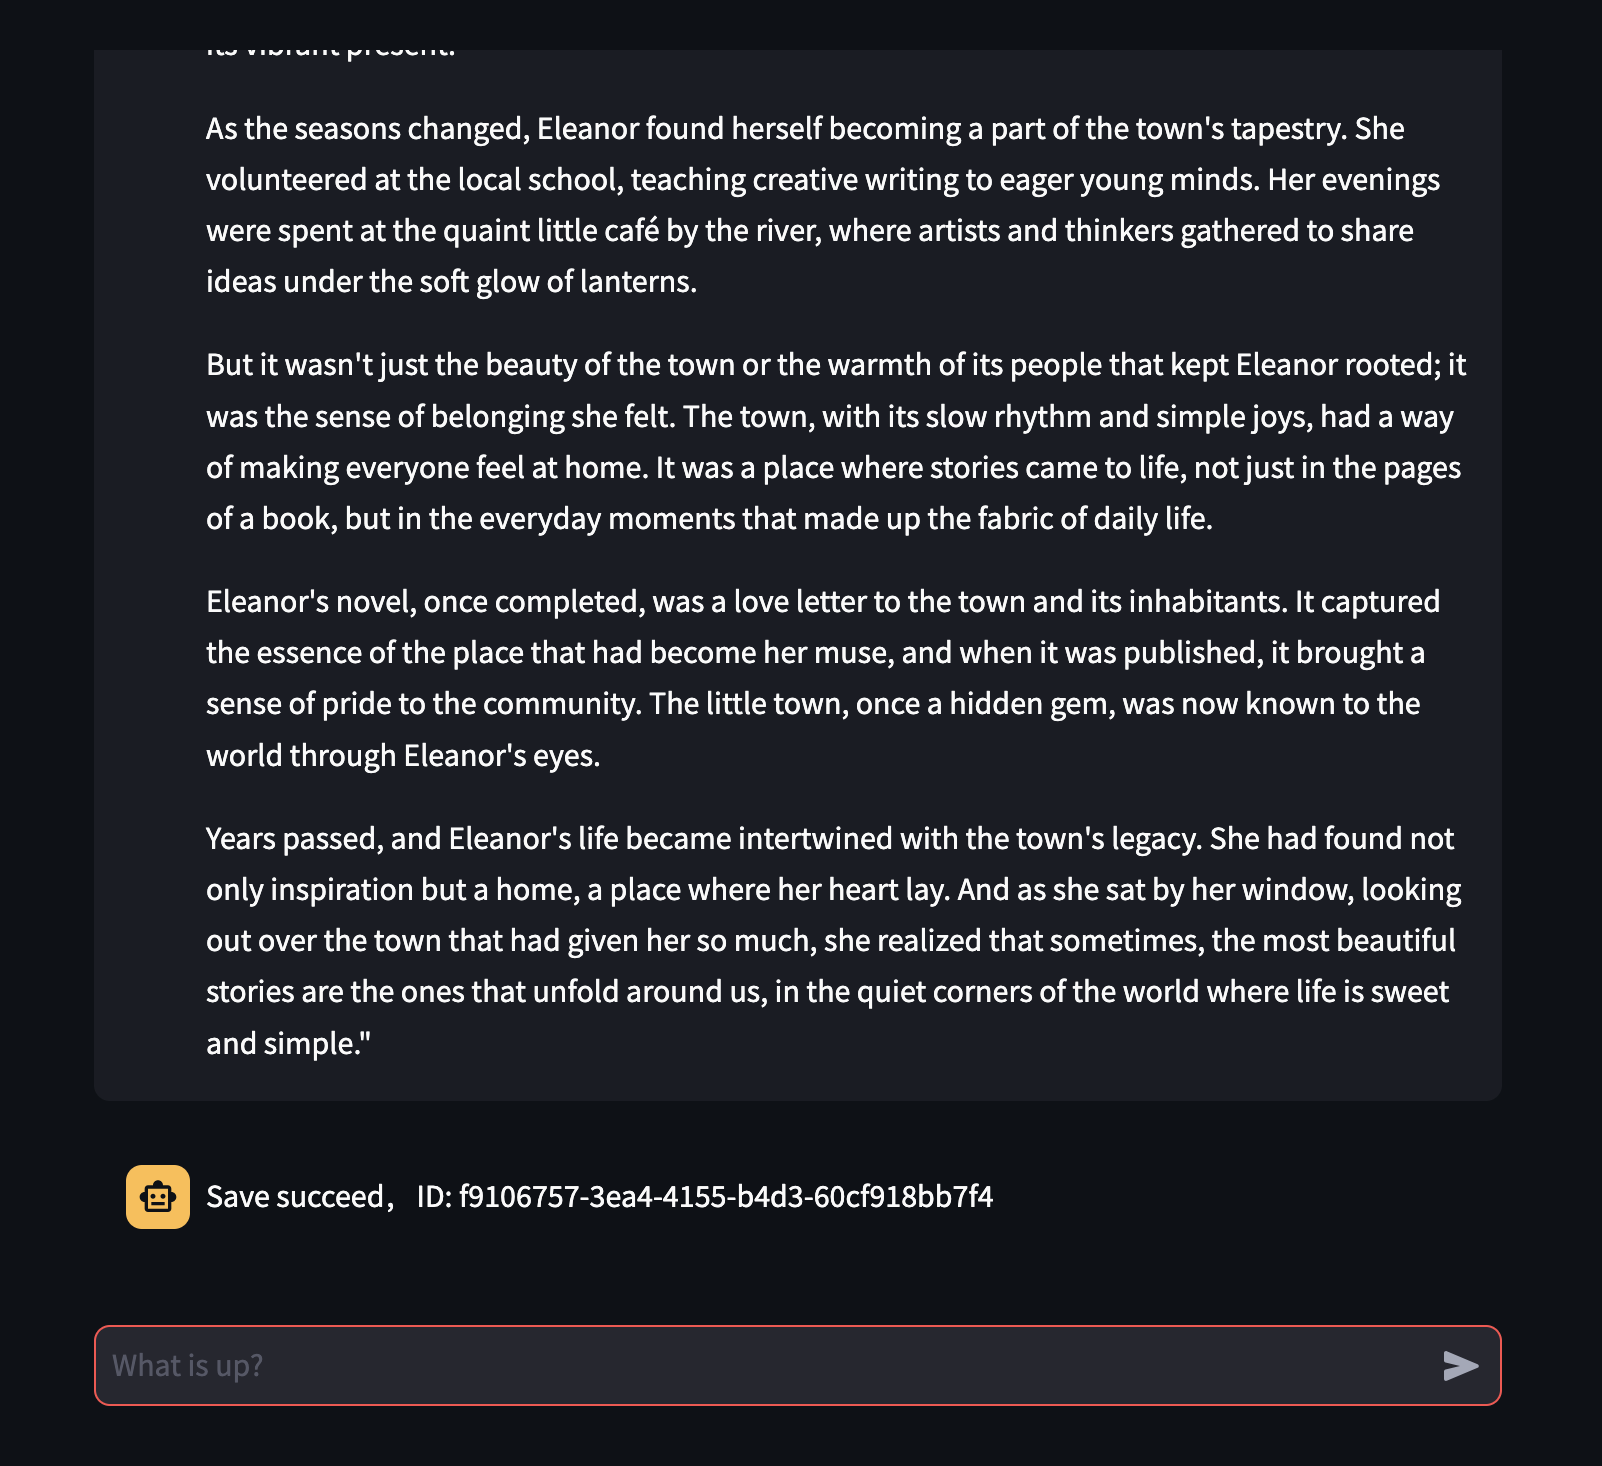 its vibrant present.
As the seasons changed, Eleanor found herself becoming a part of the town's tapestry. She
volunteered at the local school, teaching creative writing to eager young minds. Her evenings
were spent at the quaint little café by the river, where artists and thinkers gathered to share
ideas under the soft glow of lanterns.
But it wasn't just the beauty of the town or the warmth of its people that kept Eleanor rooted; it
was the sense of belonging she felt. The town, with its slow rhythm and simple joys, had a way
of making everyone feel at home. It was a place where stories came to life, not just in the pages
of a book, but in the everyday moments that made up the fabric of daily life.
Eleanor's novel, once completed, was a love letter to the town and its inhabitants. It captured
the essence of the place that had become her muse, and when it was published, it brought a
sense of pride to the community. The little town, once a hidden gem, was now known to the
world through Eleanor's eyes.
Years passed, and Eleanor's life became intertwined with the town's legacy. She had found not
only inspiration but a home, a place where her heart lay. And as she sat by her window, looking
out over the town that had given her so much, she realized that sometimes, the most beautiful
stories are the ones that unfold around us, in the quiet corners of the world where life is sweet
and simple."
Save succeed， ID: f9106757-3ea4-4155-b4d3-60cf918bb7f4
What is up?